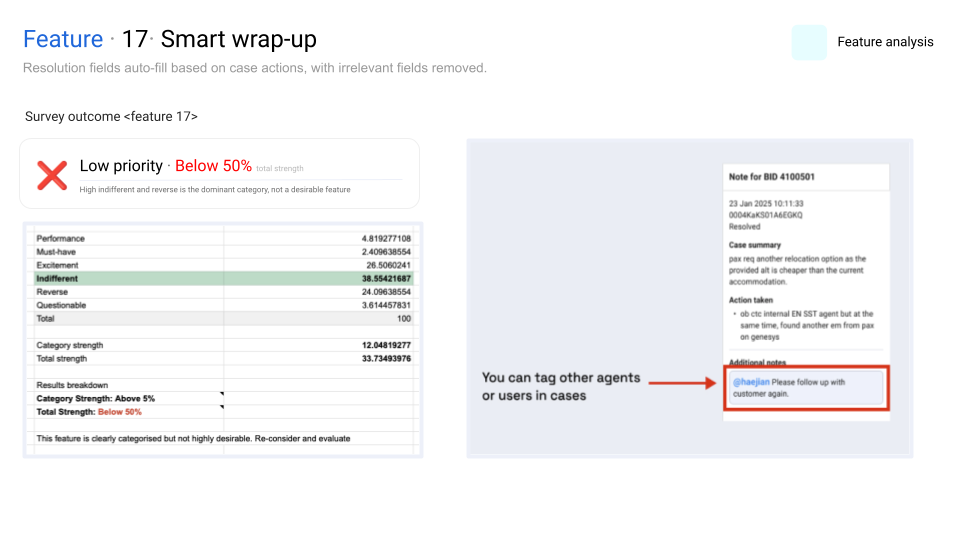 Feature · 17· Smart wrap-up
Feature analysis
Resolution fields auto-fill based on case actions, with irrelevant fields removed.
Survey outcome <feature 17>
Low priority · Below 50% total strength
High indifferent and reverse is the dominant category, not a desirable feature
Performance 4.819277108
Must-have 2.409638554
Excitement 26.5060241
Indifferent 38.55421687
Reverse 24.09638554
Questionable 3.614457831
Total 100
Category strength 12.04819277
Total strength 33.73493976
Results breakdown
Category Strength: Above 5%
Total Strength: Below 50%
This feature is clearly categorised but not highly desirable. Re-consider and evaluate
You can tag other agents
or users in cases
Note for BID 4100501
23 Jan 2025 10:11:33
0004KaKS01A6EGKQ
Resolved
Case summary
pax req another relocation option as the
provided alt is cheaper than the current
accommodation.
Action taken
• ob ctc internal EN SST agent but at the
same time, found another em from pax
on genesys
Additional notes
@haejian Please follow up with
customer again.